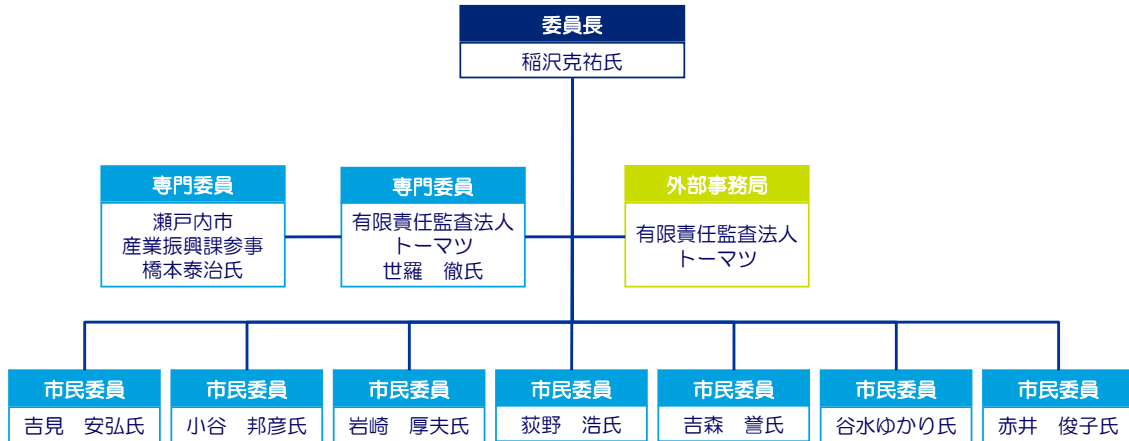 委員長
稲沢克祐氏
専門委員
瀬戸内市
産業振興課参事
橋本泰治氏
専門委員
有限責任監査法人
トーマツ
世羅　徹氏
外部事務局
有限責任監査法人
トーマツ
市民委員
吉見　安弘氏
市民委員
小谷　邦彦氏
市民委員
岩崎　厚夫氏
市民委員
荻野　浩氏
市民委員
吉森　誉氏
市民委員
谷水ゆかり氏
市民委員
赤井　俊子氏